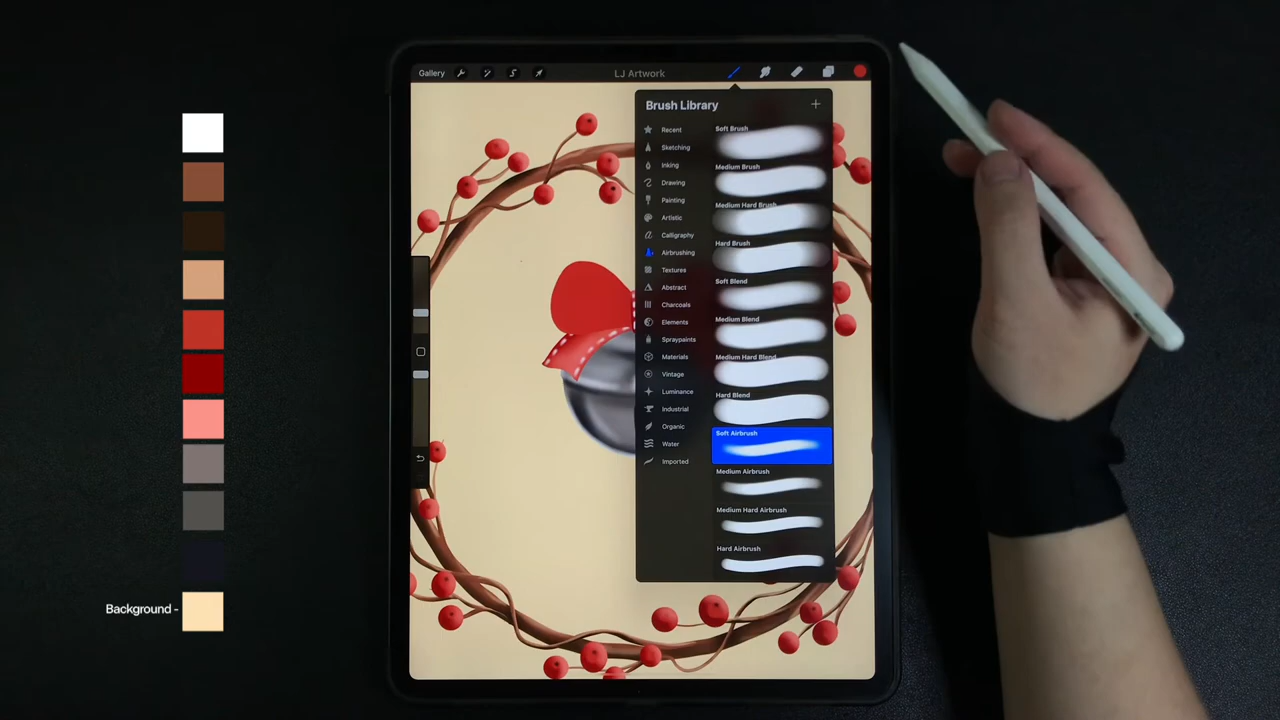 Gallery
LJ Artwork
Brush Library
Recent
Sketching
Inking
Drawing
Painting
Artistic
Calligraphy
Airbrushing
Textures
Abstract
Charcoals
Elements
Spraypaints
Materials
Vintage
Luminance
Industrial
Organic
Water
Imported
Soft Brush
Medium Brush
Medium Hard Brush
Hard Brush
Soft Blend
Medium Blend
Medium Hard Blend
Hard Blend
Soft Airbrush
Medium Airbrush
Medium Hard Airbrush
Hard Airbrush
Background -